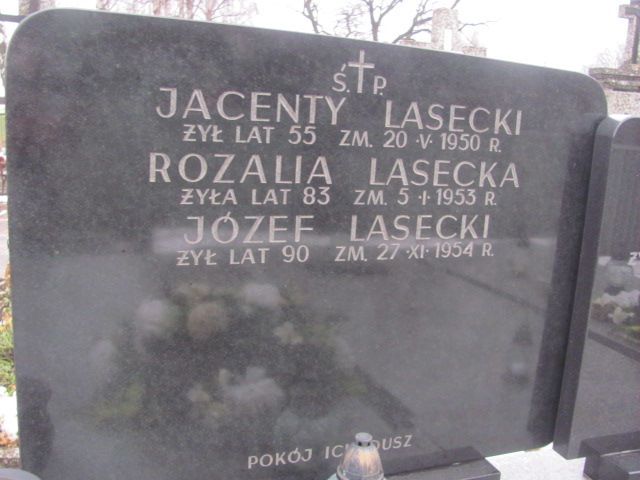 Ś. P.
JACENTY LASECKI
ŻYŁ LAT 55 ZM. 20·V·1950 R.
ROZALIA LASECKA
ŻYŁA LAT 83 ZM. 5·I·1953 R.
JÓZEF LASECKI
ŻYŁ LAT 90 ZM. 27·XI·1954 R.
POKÓJ DUSZ